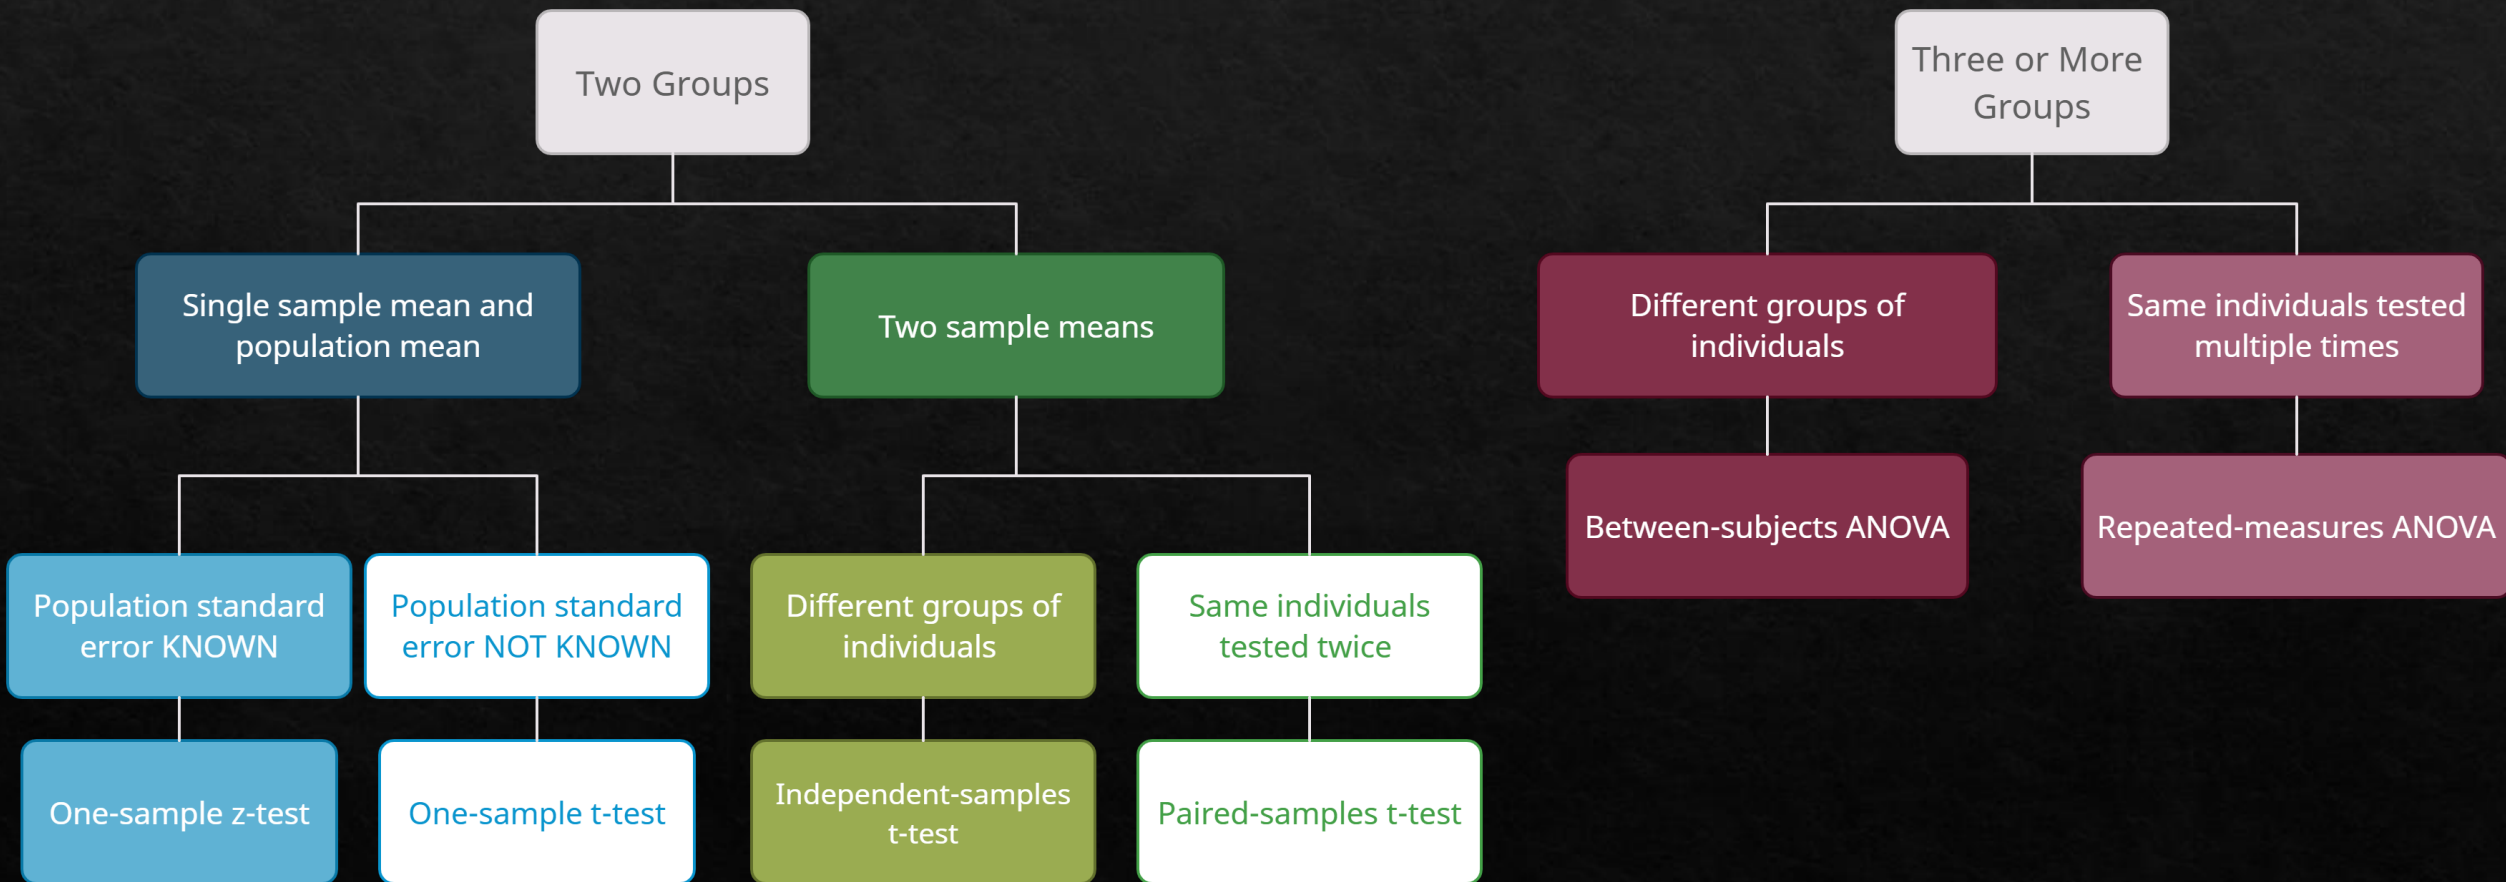 Two Groups
Three or More
Groups
Single sample mean and
population mean
Two sample means
Different groups of
individuals
Same individuals tested
multiple times
Between-subjects ANOVA
Repeated-measures ANOVA
Population standard
error KNOWN
Population standard
error NOT KNOWN
Different groups of
individuals
Same individuals
tested twice
One-sample z-test
One-sample t-test
Independent-samples
t-test
Paired-samples t-test